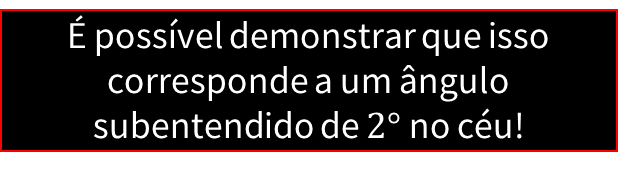 É possível demonstrar que isso
corresponde a um ângulo
subentendido de 2° no céu!